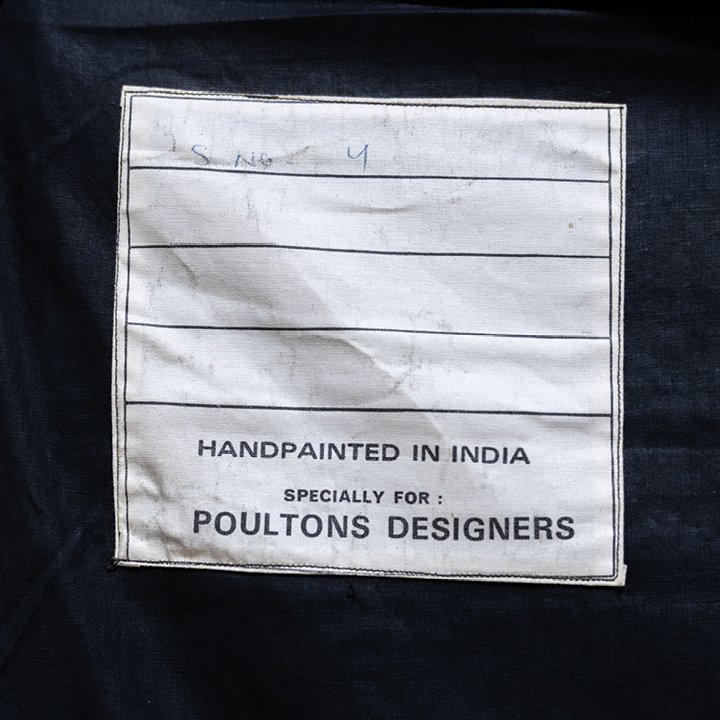 S No 4
HANDPAINTED IN INDIA
SPECIALLY FOR :
POULTONS DESIGNERS